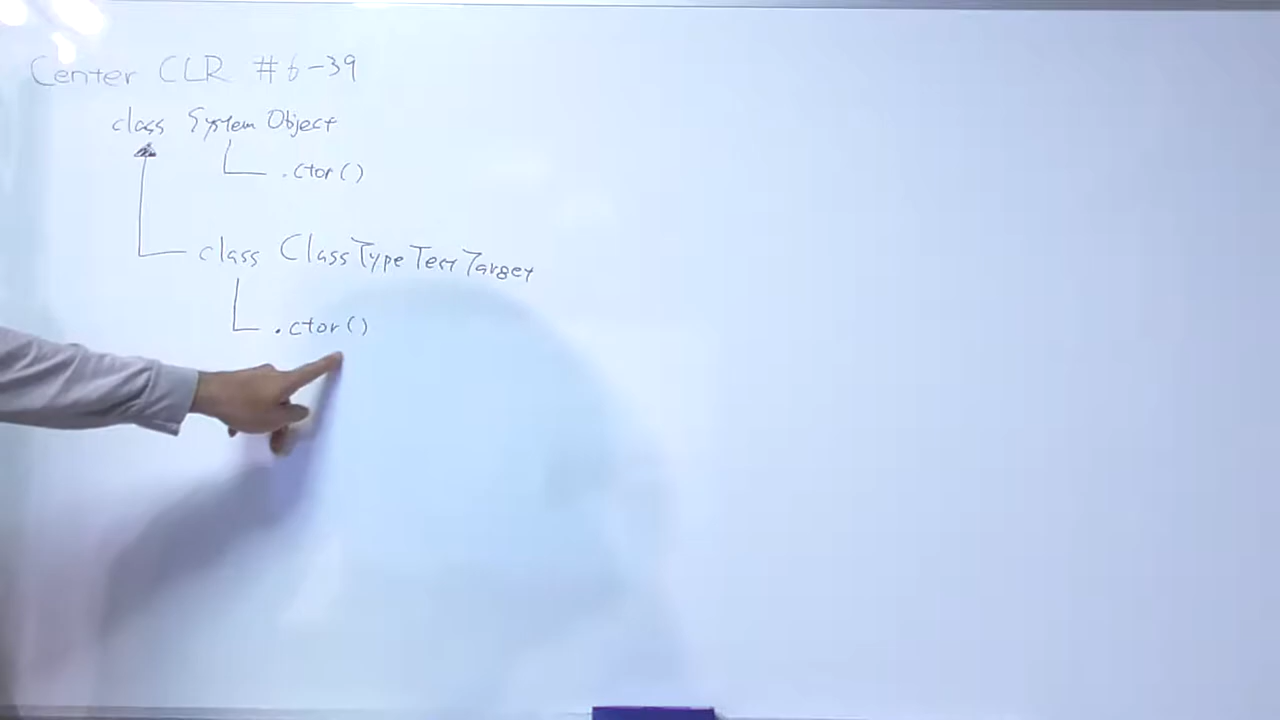 Center CLR #6-39
class System Object
.ctor()
class ClassTypeTestTarget
.ctor()